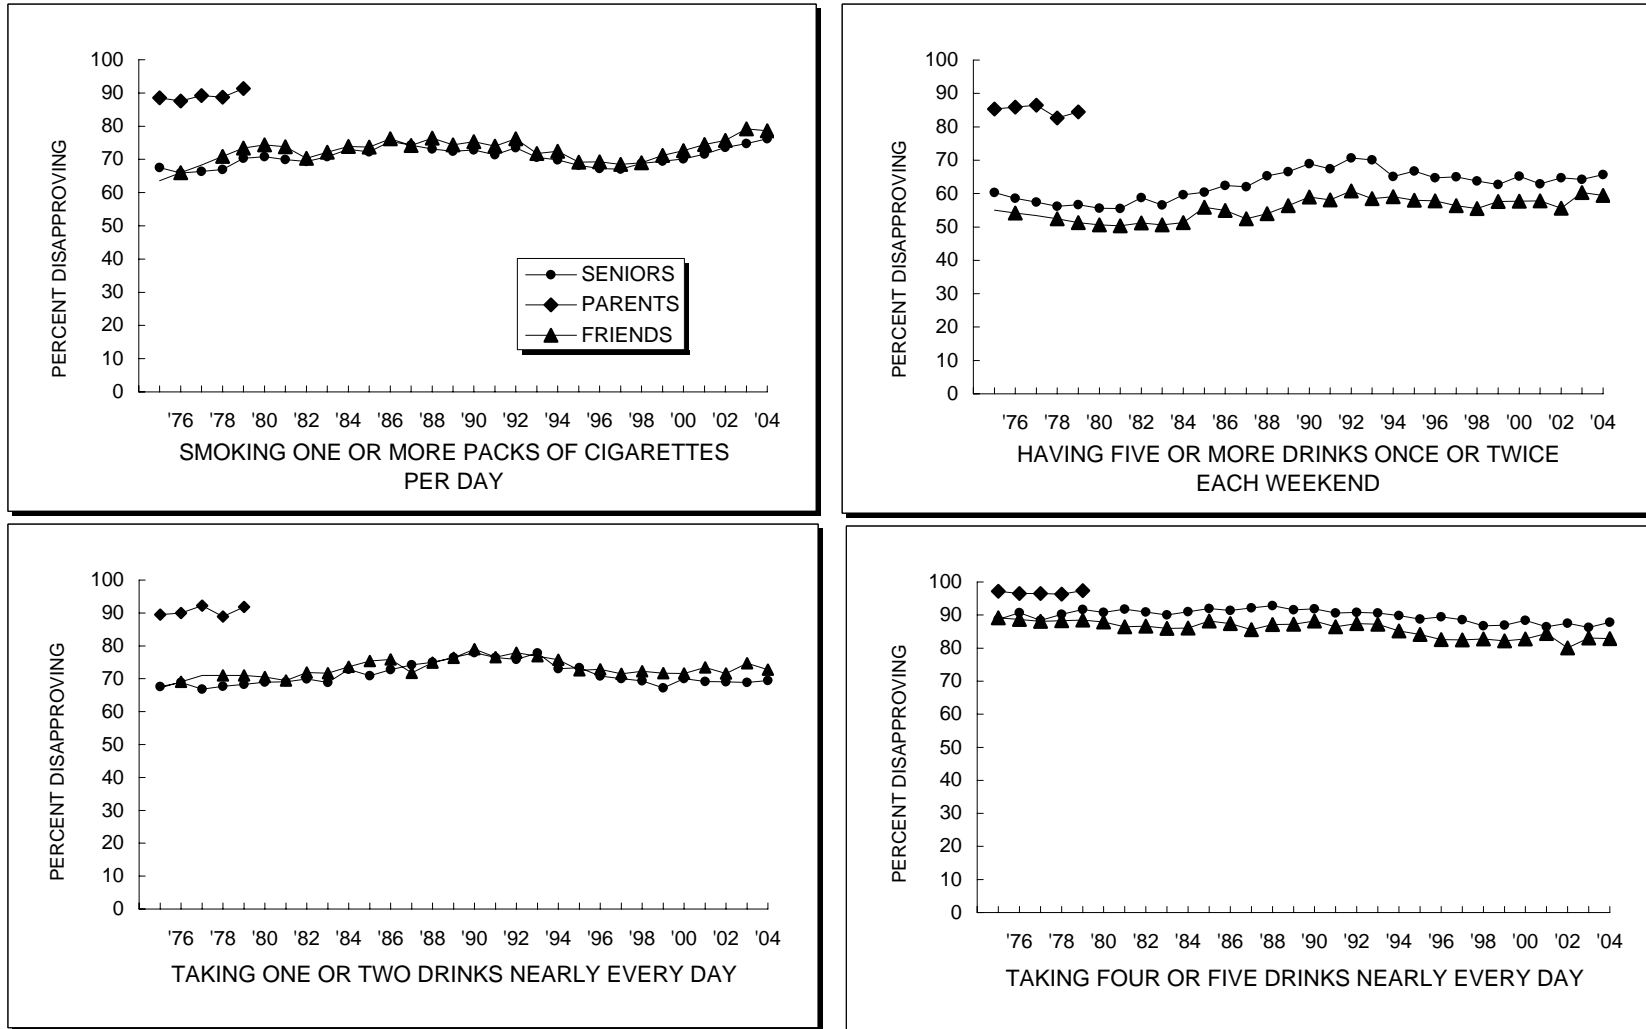 PERCENT DISAPPROVING
100
90
80
70
60
50
40
30
20
10
0
SENIORS
PARENTS
FRIENDS
'76 '78 '80 '82 '84 '86 '88 '90 '92 '94 '96 '98 '00 '02 '04
SMOKING ONE OR MORE PACKS OF CIGARETTES
PER DAY
PERCENT DISAPPROVING
100
90
80
70
60
50
40
30
20
10
0
'76 '78 '80 '82 '84 '86 '88 '90 '92 '94 '96 '98 '00 '02 '04
HAVING FIVE OR MORE DRINKS ONCE OR TWICE
EACH WEEKEND
PERCENT DISAPPROVING
100
90
80
70
60
50
40
30
20
10
0
'76 '78 '80 '82 '84 '86 '88 '90 '92 '94 '96 '98 '00 '02 '04
TAKING ONE OR TWO DRINKS NEARLY EVERY DAY
PERCENT DISAPPROVING
100
90
80
70
60
50
40
30
20
10
0
'76 '78 '80 '82 '84 '86 '88 '90 '92 '94 '96 '98 '00 '02 '04
TAKING FOUR OR FIVE DRINKS NEARLY EVERY DAY